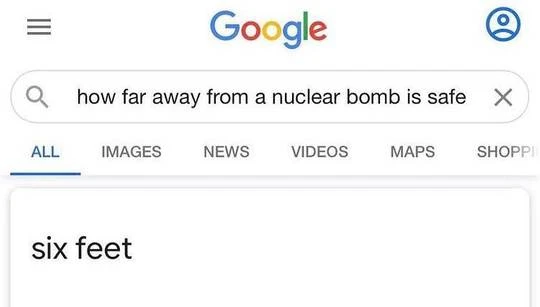 Google
how far away from a nuclear bomb is safe
ALL IMAGES NEWS VIDEOS MAPS SHOPPI
six feet